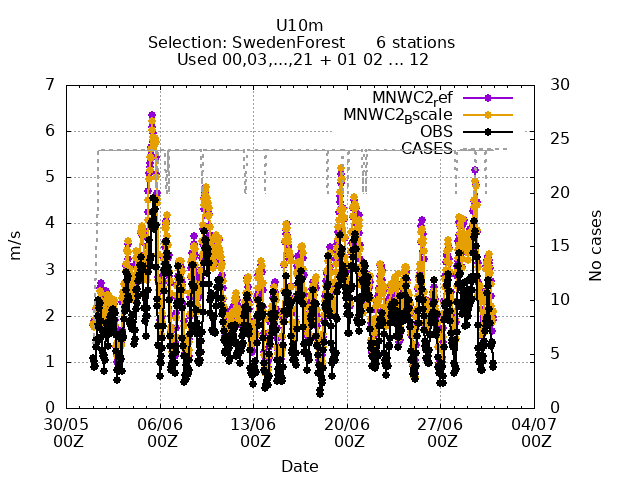 U10m
Selection: SwedenForest      6 stations
Used 00,03,...,21 + 01 02 ... 12
7 6 5 4 3 2 1 0
m/s
30 25 20 15 10 5 0
No cases
MNWC2_ref
MNWC2_Bscale
OBS
CASES
30/05 06/06 13/06 20/06 27/06 04/07
00Z 00Z 00Z 00Z 00Z 00Z
Date